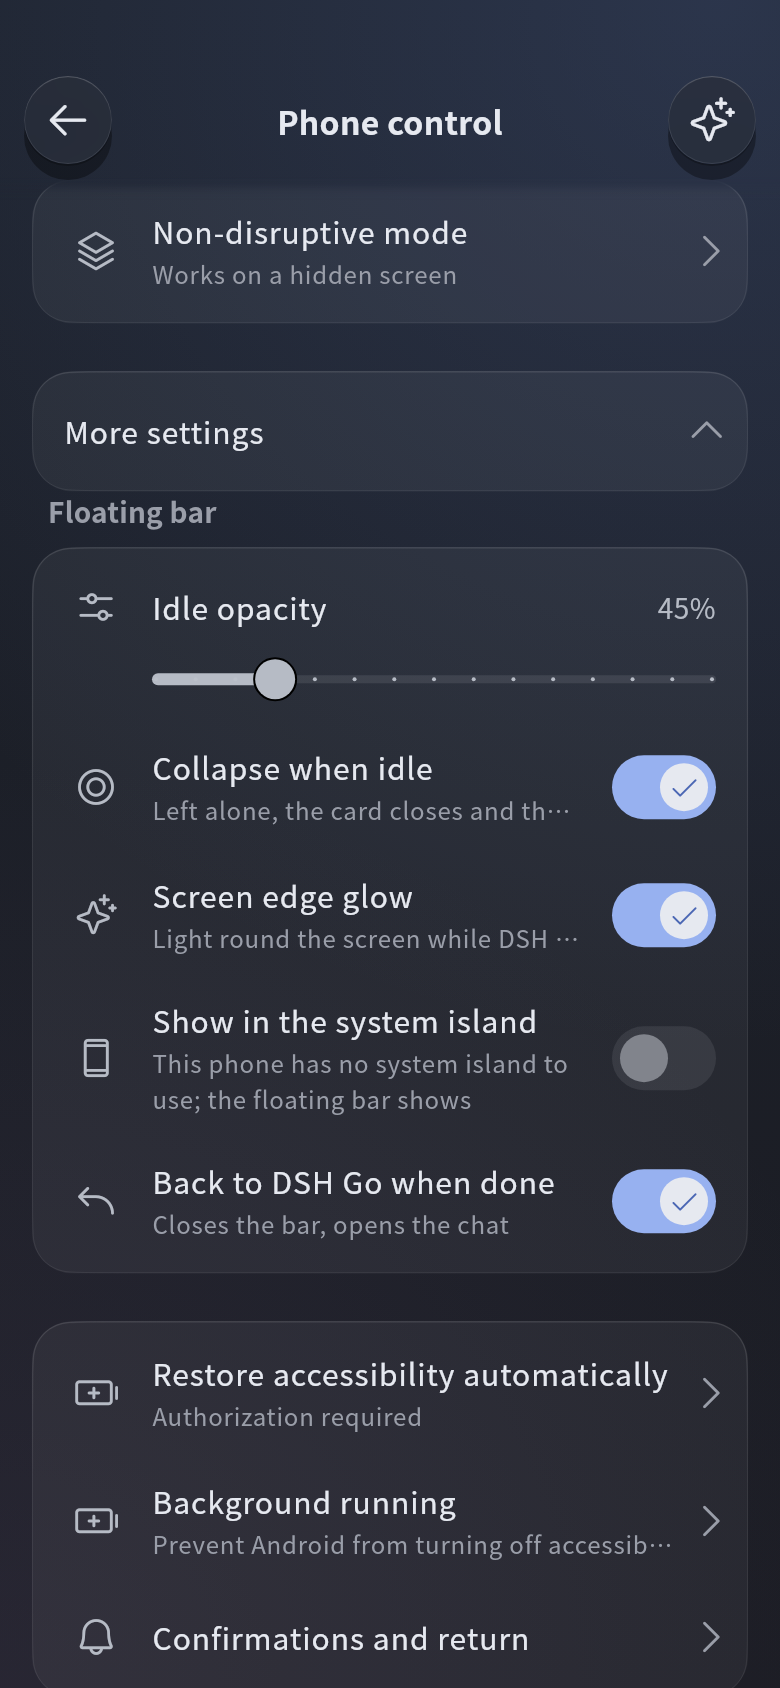 Phone control
Non-disruptive mode
Works on a hidden screen
More settings
Floating bar
Idle opacity
45%
Collapse when idle
Left alone, the card closes and th···
Screen edge glow
Light round the screen while DSH ···
Show in the system island
This phone has no system island to
use; the floating bar shows
Back to DSH Go when done
Closes the bar, opens the chat
Restore accessibility automatically
Authorization required
Background running
Prevent Android from turning off accessib···
Confirmations and return